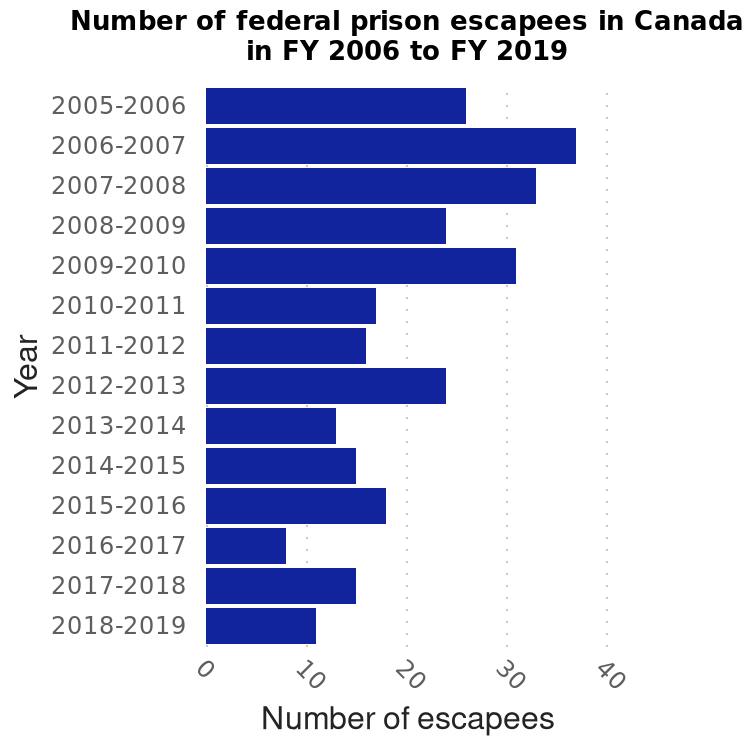 Number of federal prison escapees in Canada
in FY 2006 to FY 2019
Year
2005-2006
2006-2007
2007-2008
2008-2009
2009-2010
2010-2011
2011-2012
2012-2013
2013-2014
2014-2015
2015-2016
2016-2017
2017-2018
2018-2019
0 10 20 30 40
Number of escapees